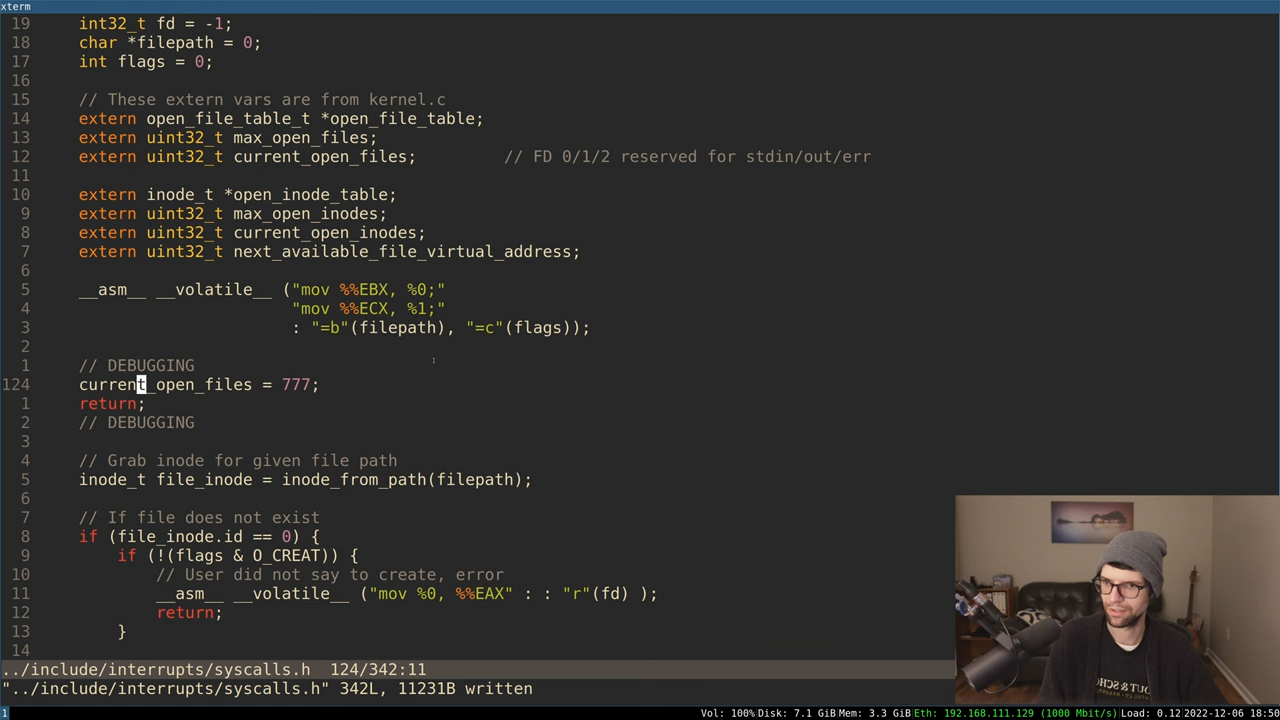 xterm
19     int32_t fd = -1;
18     char *filepath = 0;
17     int flags = 0;
16
15     // These extern vars are from kernel.c
14     extern open_file_table_t *open_file_table;
13     extern uint32_t max_open_files;
12     extern uint32_t current_open_files;         // FD 0/1/2 reserved for stdin/out/err
11
10     extern inode_t *open_inode_table;
9     extern uint32_t max_open_inodes;
8     extern uint32_t current_open_inodes;
7     extern uint32_t next_available_file_virtual_address;
6
5     __asm__ __volatile__ ("mov %%EBX, %0;"
4                           "mov %%ECX, %1;"
3                           : "=b"(filepath), "=c"(flags));
2
1     // DEBUGGING
124     current_open_files = 777;
1     return;
2     // DEBUGGING
3
4     // Grab inode for given file path
5     inode_t file_inode = inode_from_path(filepath);
6
7     // If file does not exist
8     if (file_inode.id == 0) {
9         if (!(flags & O_CREAT)) {
10             // User did not say to create, error
11             __asm__ __volatile__ ("mov %0, %%EAX" : : "r"(fd) );
12             return;
13         }
14
../include/interrupts/syscalls.h  124/342:11
"../include/interrupts/syscalls.h" 342L, 11231B written
1 Vol: 100% Disk: 7.1 GiB Mem: 3.3 GiB Eth: 192.168.111.129 (1000 Mbit/s) Load: 0.12 2022-12-06 18:50